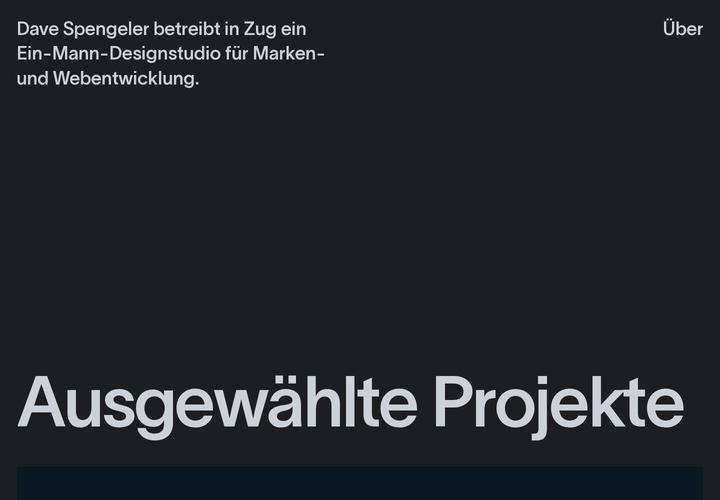 Dave Spengeler betreibt in Zug ein
Ein-Mann-Designstudio für Marken-
und Webentwicklung.
Über
Ausgewählte Projekte